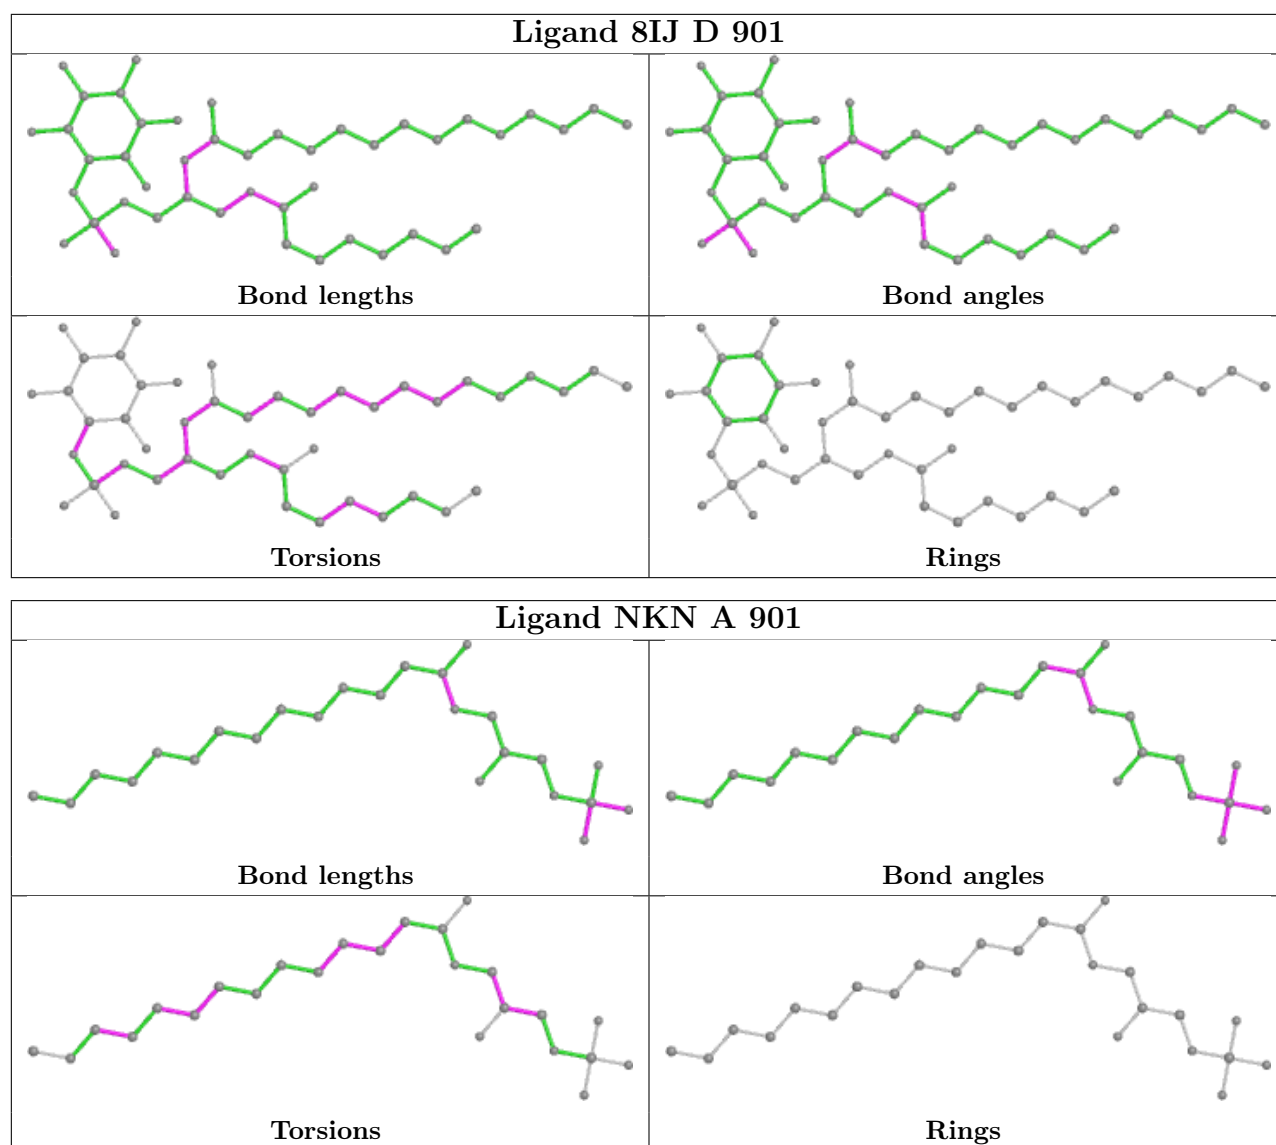 Ligand 8IJ D 901
Bond lengths
Bond angles
Torsions
Rings
Ligand NKN A 901
Bond lengths
Bond angles
Torsions
Rings